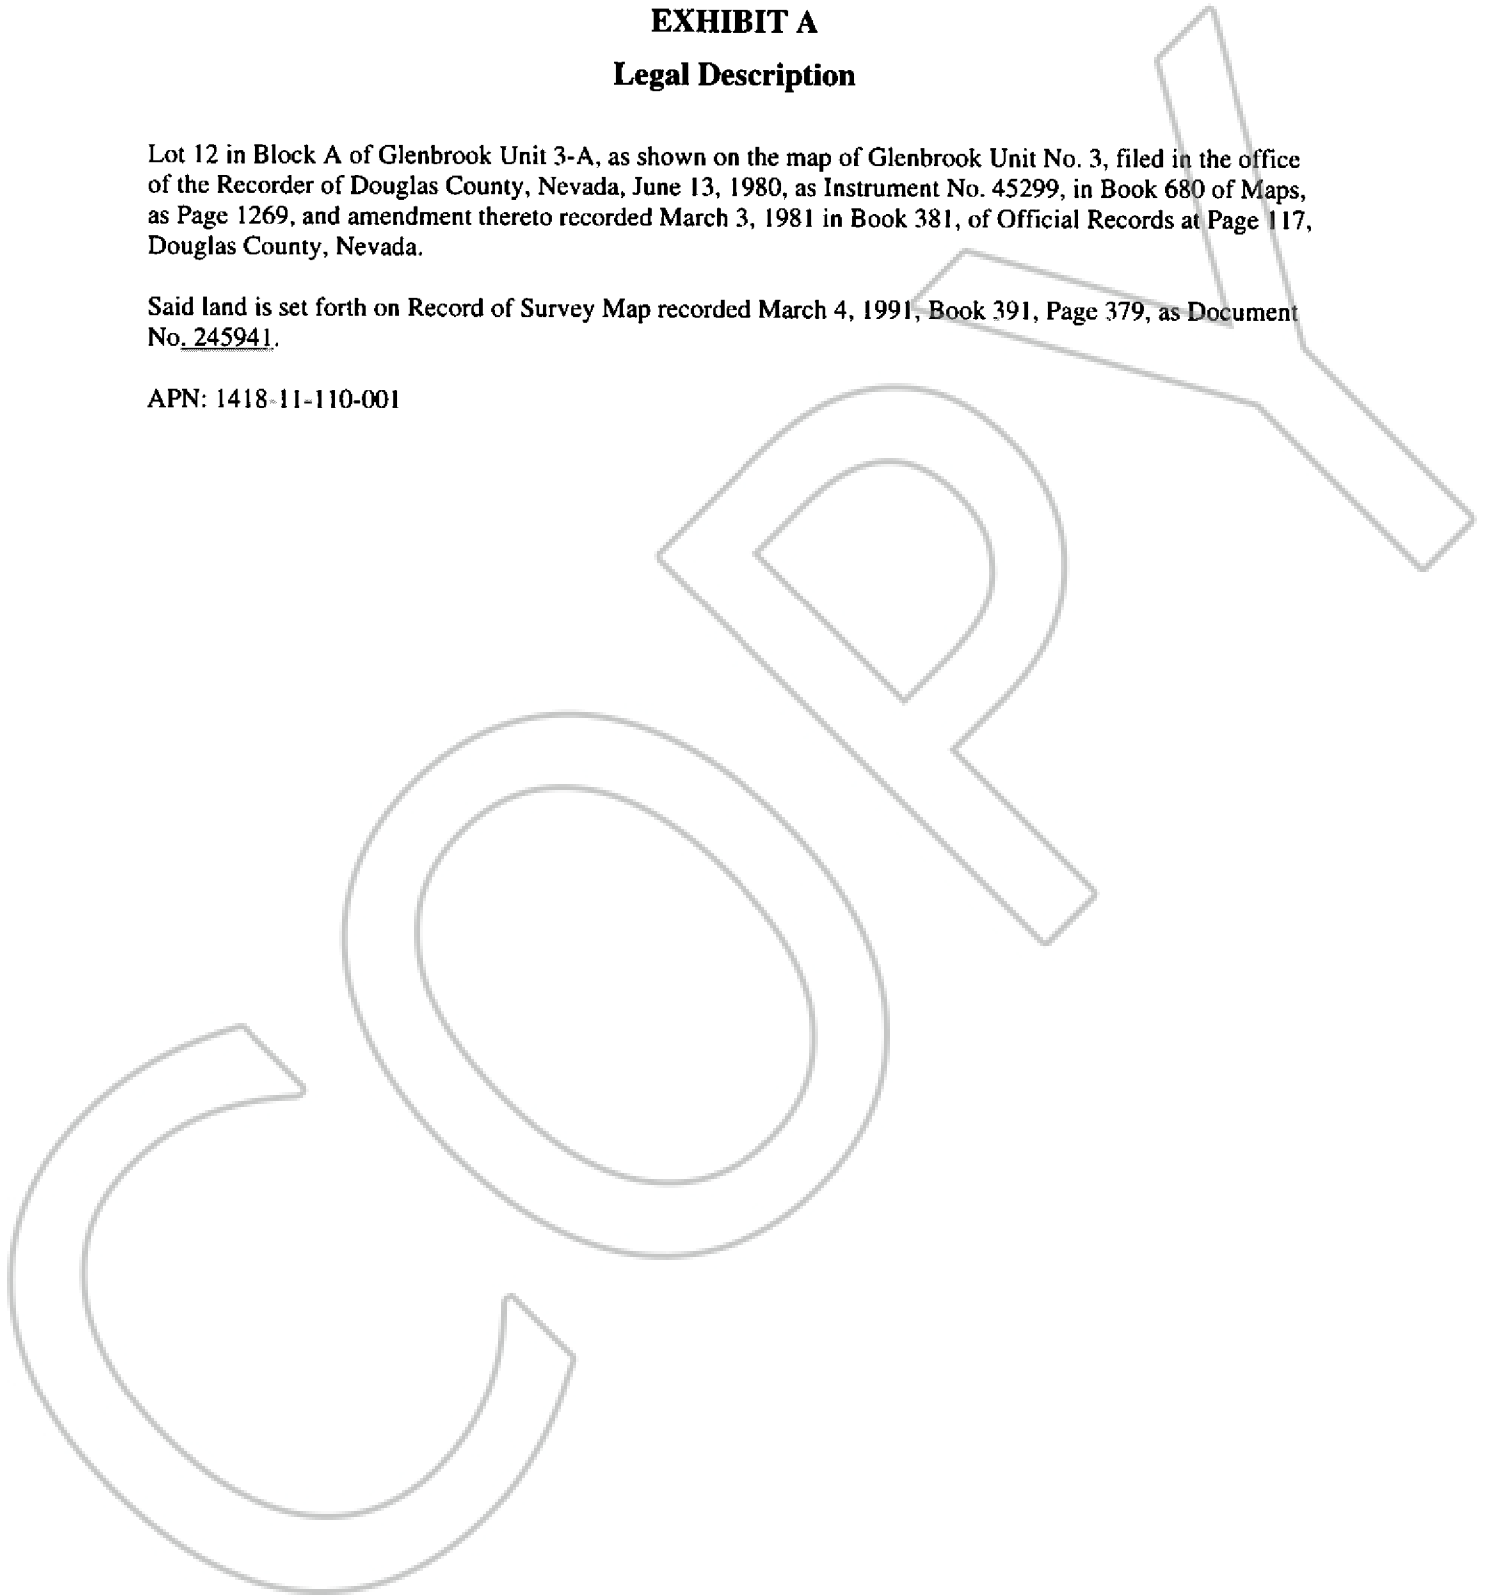 EXHIBIT A
Legal Description
Lot 12 in Block A of Glenbrook Unit 3-A, as shown on the map of Glenbrook Unit No. 3, filed in the office
of the Recorder of Douglas County, Nevada, June 13, 1980, as Instrument No. 45299, in Book 680 of Maps,
as Page 1269, and amendment thereto recorded March 3, 1981 in Book 381, of Official Records at Page 117,
Douglas County, Nevada.
Said land is set forth on Record of Survey Map recorded March 4, 1991, Book 391, Page 379, as Document
No. 245941.
APN: 1418-11-110-001
COPY